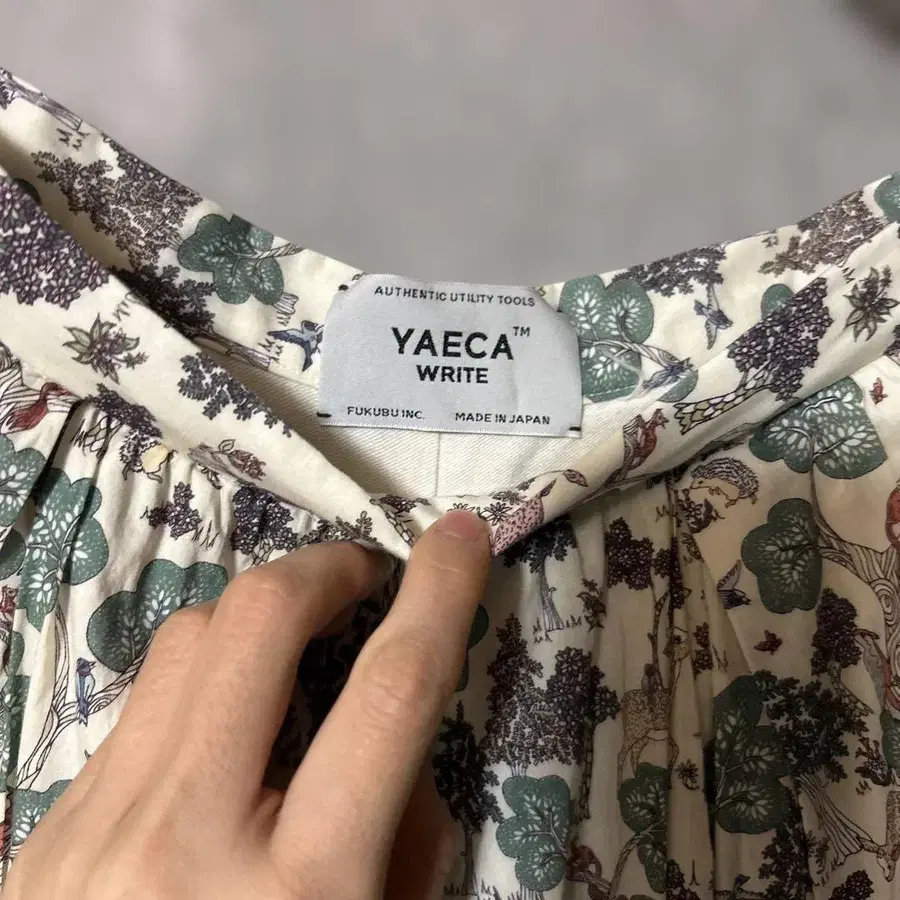 AUTHENTIC UTILITY TOOLS
YAECA™
WRITE
FUKUBU INC. MADE IN JAPAN